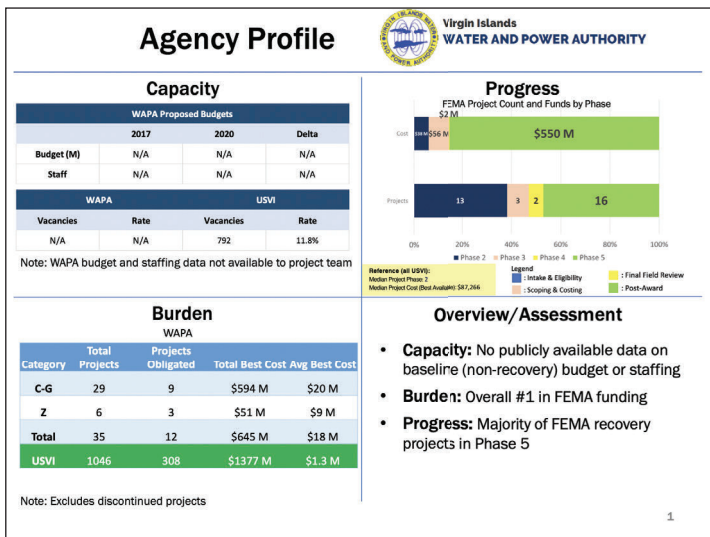 Agency Profile
Virgin Islands
WATER AND POWER AUTHORITY
Capacity
WAPA Proposed Budgets
2017 2020 Delta
Budget (M) N/A N/A N/A
Staff N/A N/A N/A
WAPA USVI
Vacancies Rate Vacancies Rate
N/A N/A 792 11.8%
Note: WAPA budget and staffing data not available to project team
Progress
FEMA Project Count and Funds by Phase
$2 M
Cost $56 M $550 M
Projects 13 3 2 16
0% 20% 40% 60% 80% 100%
Phase 2 Phase 3 Phase 4 Phase 5
Reference (all USVI):
Median Project Phase: 2
Median Project Cost (Best Available): $87,266
Legend
: Intake & Eligibility
: Scoping & Costing
: Final Field Review
: Post-Award
Burden
WAPA
Category Total Projects Projects Obligated Total Best Cost Avg Best Cost
C-G 29 9 $594 M $20 M
Z 6 3 $51 M $9 M
Total 35 12 $645 M $18 M
USVI 1046 308 $1377 M $1.3 M
Note: Excludes discontinued projects
Overview/Assessment
• Capacity: No publicly available data on
baseline (non-recovery) budget or staffing
• Burden: Overall #1 in FEMA funding
• Progress: Majority of FEMA recovery
projects in Phase 5
1